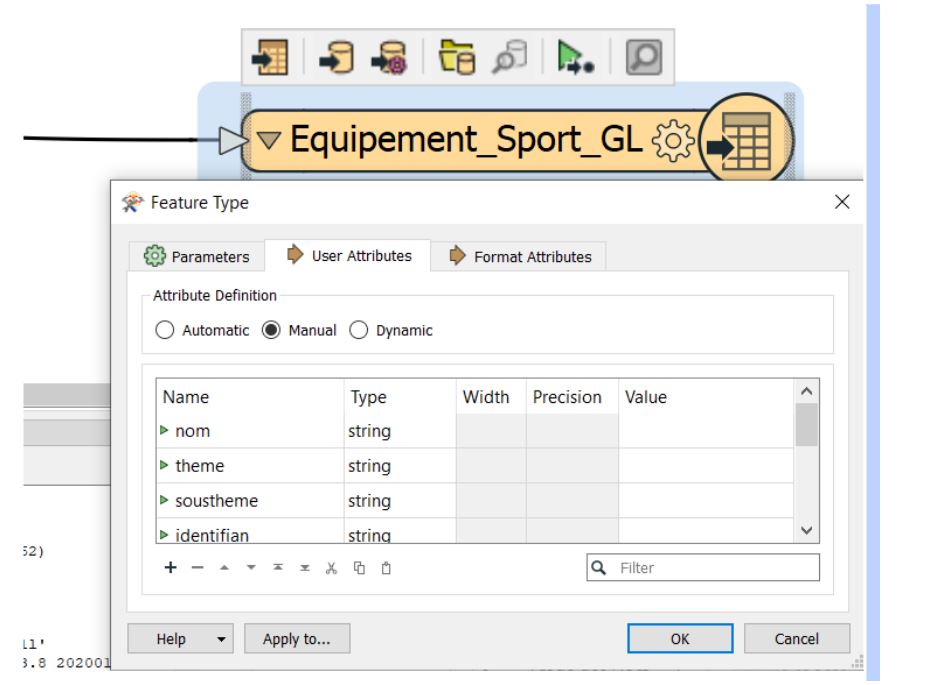 Equipement_Sport_GL
Feature Type
Parameters User Attributes Format Attributes
Attribute Definition
Automatic Manual Dynamic
Name Type Width Precision Value
nom string
theme string
soustheme string
identifian string
Filter
52)
Help Apply to... OK Cancel
11'
3.8 202001